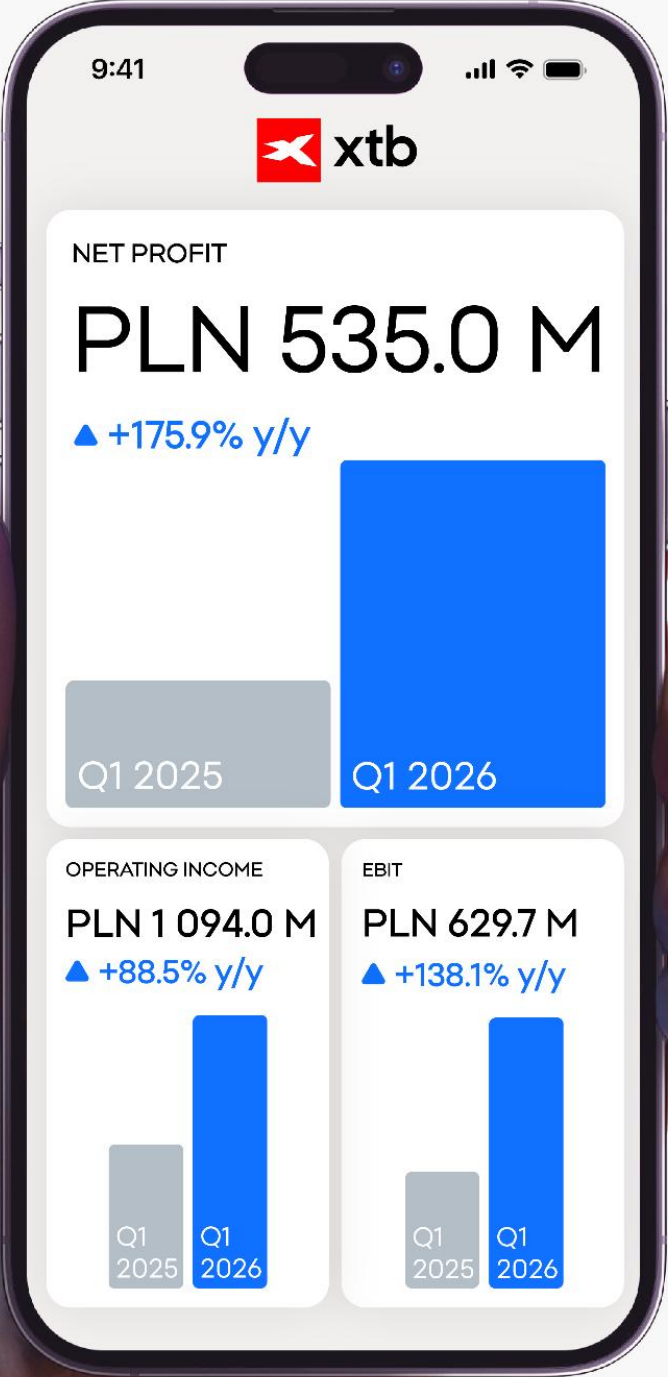 9:41
xtb
NET PROFIT
PLN 535.0 M
▲ +175.9% y/y
Q1 2025
Q1 2026
OPERATING INCOME
PLN 1 094.0 M
▲ +88.5% y/y
Q1
2025
Q1
2026
EBIT
PLN 629.7 M
▲ +138.1% y/y
Q1
2025
Q1
2026